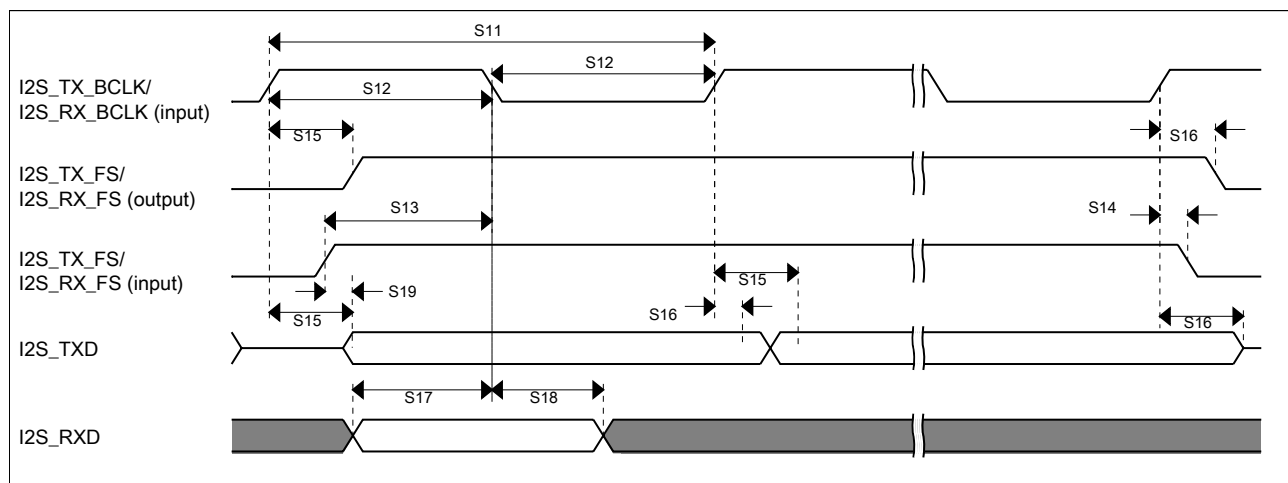 S11
S12
I2S_TX_BCLK/
I2S_RX_BCLK (input)
S12
S15
S16
I2S_TX_FS/
I2S_RX_FS (output)
S13
S14
I2S_TX_FS/
I2S_RX_FS (input)
S15
S19
S15
S16
S16
I2S_TXD
S17
S18
I2S_RXD